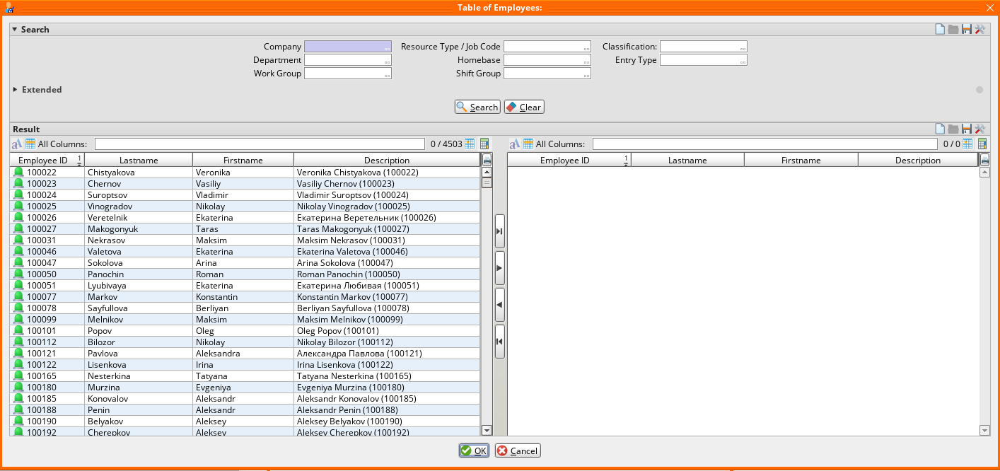 Table of Employees:
Search
Company Resource Type / Job Code Classification:
Department Homebase Entry Type
Work Group Shift Group
Extended
Search Clear
Result
All Columns: 0 / 4503 All Columns: 0 / 0
Employee ID 1 Lastname Firstname Description Employee ID 1 Lastname Firstname Description
100022 Chistyakova Veronika Veronika Chistyakova (100022)
100023 Chernov Vasiliy Vasiliy Chernov (100023)
100024 Suroptsov Vladimir Vladimir Suroptsov (100024)
100025 Vinogradov Nikolay Nikolay Vinogradov (100025)
100026 Veretelnik Ekaterina Екатерина Веретельник (100026)
100027 Makogonyuk Taras Taras Makogonyuk (100027)
100031 Nekrasov Maksim Maksim Nekrasov (100031)
100046 Valetova Ekaterina Ekaterina Valetova (100046)
100047 Sokolova Arina Arina Sokolova (100047)
100050 Panochin Roman Roman Panochin (100050)
100051 Lyubivaya Ekaterina Екатерина Любивая (100051)
100077 Markov Konstantin Konstantin Markov (100077)
100078 Sayfullova Berliyan Berliyan Sayfullova (100078)
100099 Melnikov Maksim Maksim Melnikov (100099)
100101 Popov Oleg Oleg Popov (100101)
100112 Bilozor Nikolay Nikolay Bilozor (100112)
100121 Pavlova Aleksandra Александра Павлова (100121)
100122 Lisenkova Irina Irina Lisenkova (100122)
100165 Nesterkina Tatyana Tatyana Nesterkina (100165)
100180 Murzina Evgeniya Evgeniya Murzina (100180)
100185 Konovalov Aleksandr Aleksandr Konovalov (100185)
100188 Penin Aleksandr Aleksandr Penin (100188)
100190 Belyakov Aleksey Aleksey Belyakov (100190)
100192 Cherepkov Aleksey Aleksey Cherepkov (100192)
OK Cancel